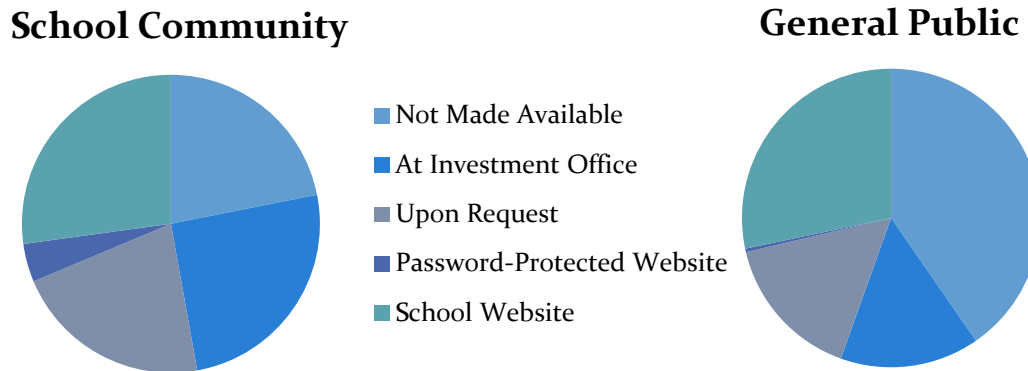 School Community
General Public
Not Made Available
At Investment Office
Upon Request
Password-Protected Website
School Website